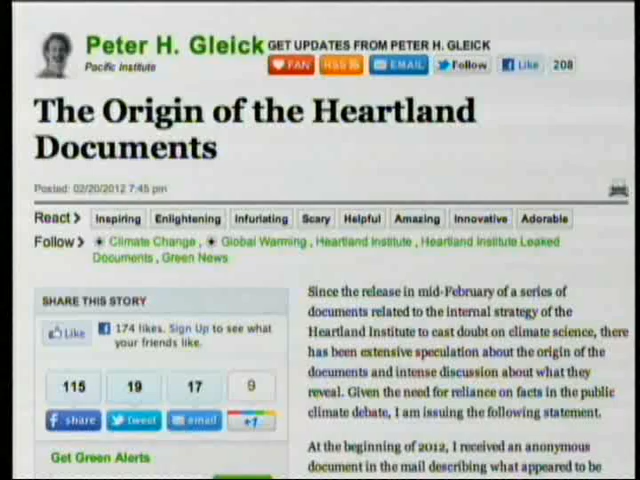 Peter H. Gleick GET UPDATES FROM PETER H. GLEICK
Pacific Institute
FAN RSS EMAIL Follow Like 208
The Origin of the Heartland
Documents
Posted: 02/20/2012 7:45 pm
React > Inspiring Enlightening Infuriating Scary Helpful Amazing Innovative Adorable
Follow > Climate Change , Global Warming , Heartland Institute , Heartland Institute Leaked
Documents , Green News
SHARE THIS STORY
Like 174 likes. Sign Up to see what
your friends like.
115 19 17 9
share tweet email +1
Get Green Alerts
Since the release in mid-February of a series of
documents related to the internal strategy of the
Heartland Institute to cast doubt on climate science, there
has been extensive speculation about the origin of the
documents and intense discussion about what they
reveal. Given the need for reliance on facts in the public
climate debate, I am issuing the following statement.
At the beginning of 2012, I received an anonymous
document in the mail describing what appeared to be